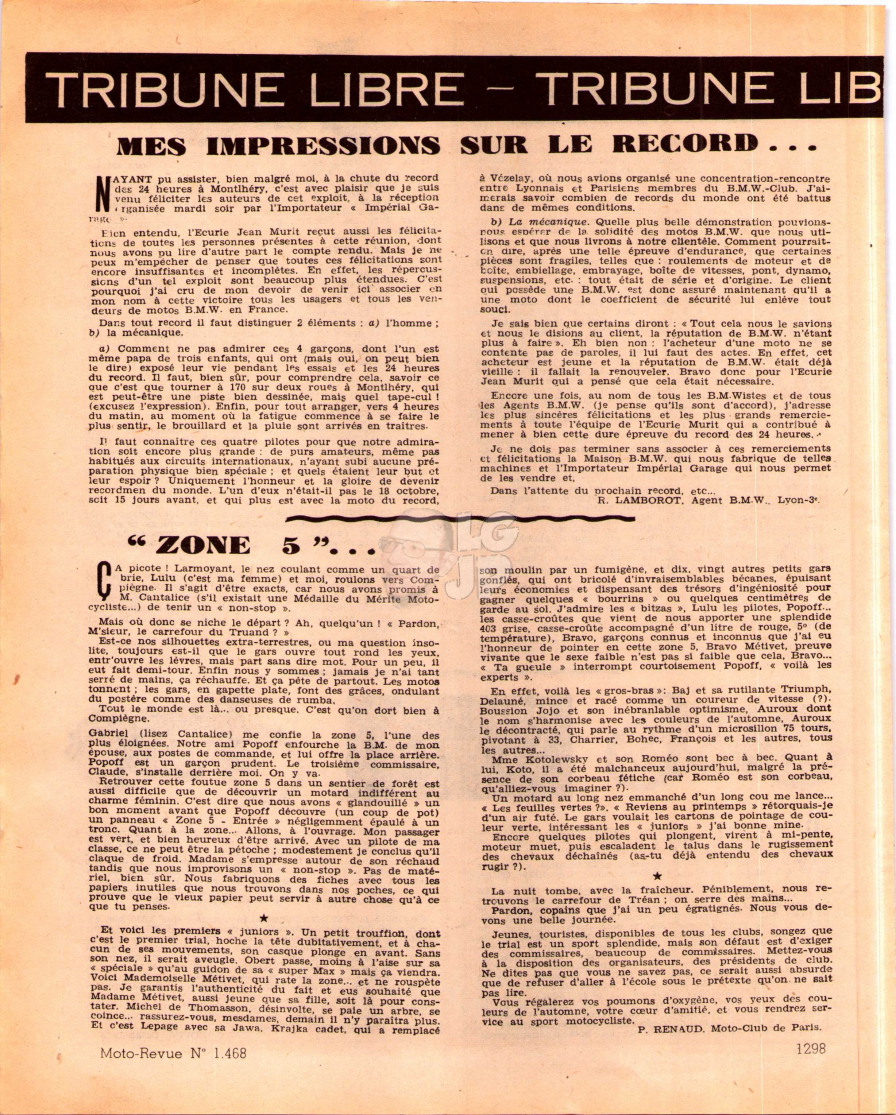 TRIBUNE LIBRE – TRIBUNE LIB
MES IMPRESSIONS SUR LE RECORD...
N'AYANT pu assister, bien malgré moi, à la chute du record
des 24 heures à Montlhéry, c'est avec plaisir que je suis
venu féliciter les auteurs de cet exploit, à la réception
organisée mardi soir par l'Importateur « Impérial Ga-
rage ».
Bien entendu, l'Ecurie Jean Murit reçut aussi les félicita-
tions de toutes les personnes présentes à cette réunion, dont
nous avons pu lire d'autre part le compte rendu. Mais je ne
peux m'empêcher de penser que toutes ces félicitations sont
encore insuffisantes et incomplètes. En effet, les répercus-
sions d'un tel exploit sont beaucoup plus étendues. C'est
pourquoi j'ai cru de mon devoir de venir ici associer en
mon nom à cette victoire tous les usagers et tous les ven-
deurs de motos B.M.W. en France.
Dans tout record il faut distinguer 2 éléments : a) l'homme ;
b) la mécanique.
a) Comment ne pas admirer ces 4 garçons, dont l'un est
même papa de trois enfants, qui ont (mais oui, on peut bien
le dire) exposé leur vie pendant les essais et les 24 heures
du record. Il faut, bien sûr, pour comprendre cela, savoir ce
que c'est que tourner à 170 sur deux roues à Montlhéry, qui
est peut-être une piste bien dessinée, mais quel tape-cul !
(excusez l'expression). Enfin, pour tout arranger, vers 4 heures
du matin, au moment où la fatigue commence à se faire le
plus sentir, le brouillard et la pluie sont arrivés en traîtres.
Il faut connaître ces quatre pilotes pour que notre admira-
tion soit encore plus grande : de purs amateurs, même pas
habitués aux circuits internationaux, n'ayant subi aucune pré-
paration physique bien spéciale ; et quels étaient leur but et
leur espoir ? Uniquement l'honneur et la gloire de devenir
recordmen du monde. L'un d'eux n'était-il pas le 18 octobre,
soit 15 jours avant, et qui plus est avec la moto du record,
à Vézelay, où nous avions organisé une concentration-rencontre
entre Lyonnais et Parisiens membres du B.M.W.-Club. J'ai-
merais savoir combien de records du monde ont été battus
dans de mêmes conditions.
b) La mécanique. Quelle plus belle démonstration pouvions-
nous espérer de la solidité des motos B.M.W. que nous uti-
lisons et que nous livrons à notre clientèle. Comment pourrait-
on dire, après une telle épreuve d'endurance, que certaines
pièces sont fragiles, telles que : roulements de moteur et de
boîte, embiellage, embrayage, boîte de vitesses, pont, dynamo,
suspensions, etc. : tout était de série et d'origine. Le client
qui possède une B.M.W. est donc assuré maintenant qu'il a
une moto dont le coefficient de sécurité lui enlève tout
souci.
Je sais bien que certains diront : « Tout cela nous le savions
et nous le disions au client, la réputation de B.M.W. n'étant
plus à faire ». Eh bien non : l'acheteur d'une moto ne se
contente pas de paroles, il lui faut des actes. En effet, cet
acheteur est jeune et la réputation de B.M.W. était déjà
vieille : il fallait la renouveler. Bravo donc pour l'Ecurie
Jean Murit qui a pensé que cela était nécessaire.
Encore une fois, au nom de tous les B.M.Wistes et de tous
les Agents B.M.W. (je pense qu'ils sont d'accord), j'adresse
les plus sincères félicitations et les plus grands remercie-
ments à toute l'équipe de l'Ecurie Murit qui a contribué à
mener à bien cette dure épreuve du record des 24 heures.
Je ne dois pas terminer sans associer à ces remerciements
et félicitations la Maison B.M.W. qui nous fabrique de telles
machines et l'Importateur Impérial Garage qui nous permet
de les vendre et,
Dans l'attente du prochain record, etc...
R. LAMBOROT, Agent B.M.W., Lyon-3e.
“ ZONE 5 ”...
ÇA picote ! Larmoyant, le nez coulant comme un quart de
brie, Lulu (c'est ma femme) et moi, roulons vers Com-
piégne. Il s'agit d'être exacts, car nous avons promis à
M. Cantalice (s'il existait une Médaille du Mérite Moto-
cycliste...) de tenir un « non-stop ».
Mais où donc se niche le départ ? Ah, quelqu'un ! « Pardon,
M'sieur, le carrefour du Truand ? »
Est-ce nos silhouettes extra-terrestres, ou ma question inso-
lite, toujours est-il que le gars ouvre tout rond les yeux,
entr'ouvre les lèvres, mais part sans dire mot. Pour un peu, il
eut fait demi-tour. Enfin nous y sommes ; jamais je n'ai tant
serré de mains, ça réchauffe. Et ça pète de partout. Les motos
tonnent ; les gars, en gapette plate, font des grâces, ondulant
du postère comme des danseuses de rumba.
Tout le monde est là... ou presque. C'est qu'on dort bien à
Compiégne.
Gabriel (lisez Cantalice) me confie la zone 5, l'une des
plus éloignées. Notre ami Popoff enfourche la B.M. de mon
épouse, aux postes de commande, et lui offre la place arrière.
Popoff est un garçon prudent. Le troisième commissaire,
Claude, s'installe derrière moi. On y va.
Retrouver cette foutue zone 5 dans un sentier de forêt est
aussi difficile que de découvrir un motard indifférent au
charme féminin. C'est dire que nous avons « glandouillé » un
bon moment avant que Popoff découvre (un coup de pot)
un panneau « Zone 5 - Entrée » négligemment épaulé à un
tronc. Quant à la zone... Allons, à l'ouvrage. Mon passager
est vert, et bien heureux d'être arrivé. Avec un pilote de ma
classe, ce ne peut être la pétoche ; modestement je conclus qu'il
claque de froid. Madame s'empresse autour de son réchaud
tandis que nous improvisons un « non-stop ». Pas de maté-
riel, bien sûr. Nous fabriquons des fiches avec tous les
papiers inutiles que nous trouvons dans nos poches, ce qui
prouve que le vieux papier peut servir à autre chose qu'à ce
que tu penses.
★
Et voici les premiers « juniors ». Un petit trouffion, dont
c'est le premier trial, hoche la tête dubitativement, et à cha-
cun de ses mouvements, son casque plonge en avant. Sans
son nez, il serait aveugle. Obert passe, moins à l'aise sur sa
« spéciale » qu'au guidon de sa « super Max » mais ça viendra.
Voici Mademoiselle Métivet, qui rate la zone... et ne rouspète
pas. Je garantis l'authenticité du fait et eus souhaité que
Madame Métivet, aussi jeune que sa fille, soit là pour cons-
tater. Michel de Thomasson, désinvolte, se paie un arbre, se
coince... rassurez-vous, mesdames, demain il n'y paraîtra plus.
Et c'est Lepage avec sa Jawa, Krajka cadet, qui a remplacé
son moulin par un fumigène, et dix, vingt autres petits gars
gonflés, qui ont bricolé d'invraisemblables bécanes, épuisant
leurs économies et dispensant des trésors d'ingéniosité pour
gagner quelques « bourrins » ou quelques centimètres de
garde au sol. J'admire les « bitzas », Lulu les pilotes, Popoff...
les casse-croûtes que vient de nous apporter une splendide
403 grise, casse-croûte accompagné d'un litre de rouge, 5° (de
température), Bravo, garçons connus et inconnus que j'ai eu
l'honneur de pointer en cette zone 5, Bravo Métivet, preuve
vivante que le sexe faible n'est pas si faible que cela, Bravo...
« Ta gueule » interrompt courtoisement Popoff, « voilà les
experts ».
En effet, voilà les « gros-bras » : Baj et sa rutilante Triumph,
Delauné, mince et racé comme un coureur de vitesse (?).
Boussion Jojo et son inébranlable optimisme, Auroux dont
le nom s'harmonise avec les couleurs de l'automne, Auroux
le décontracté, qui parle au rythme d'un microsillon 75 tours,
pivotant à 33, Charrier, Bohec, François et les autres, tous
les autres...
Mme Kotolewsky et son Roméo sont bec à bec. Quant à
lui, Koto, il a été malchanceux aujourd'hui, malgré la pré-
sence de son corbeau fétiche (car Roméo est son corbeau,
qu'alliez-vous imaginer ?).
Un motard au long nez emmanché d'un long cou me lance...
« Les feuilles vertes ?», « Reviens au printemps » rétorquais-je
d'un air futé. Le gars voulait les cartons de pointage de cou-
leur verte, intéressant les « juniors » j'ai bonne mine.
Encore quelques pilotes qui plongent, virent à mi-pente,
moteur muet, puis escaladent le talus dans le rugissement
des chevaux déchaînés (as-tu déjà entendu des chevaux
rugir ?).
★
La nuit tombe, avec la fraîcheur. Péniblement, nous re-
trouvons le carrefour de Tréan ; on serre des mains...
Pardon, copains que j'ai un peu égratignés. Nous vous de-
vons une belle journée.
Jeunes, touristes, disponibles de tous les clubs, songez que
le trial est un sport splendide, mais son défaut est d'exiger
des commissaires, beaucoup de commissaires. Mettez-vous
à la disposition des organisateurs, des présidents de club.
Ne dites pas que vous ne savez pas, ce serait aussi absurde
que de refuser d'aller à l'école sous le prétexte qu'on ne sait
pas lire.
Vous régalerez vos poumons d'oxygène, vos yeux des cou-
leurs de l'automne, votre cœur d'amitié, et vous rendrez ser-
vice au sport motocycliste.
P. RENAUD, Moto-Club de Paris.
Moto-Revue N° 1.468
1298